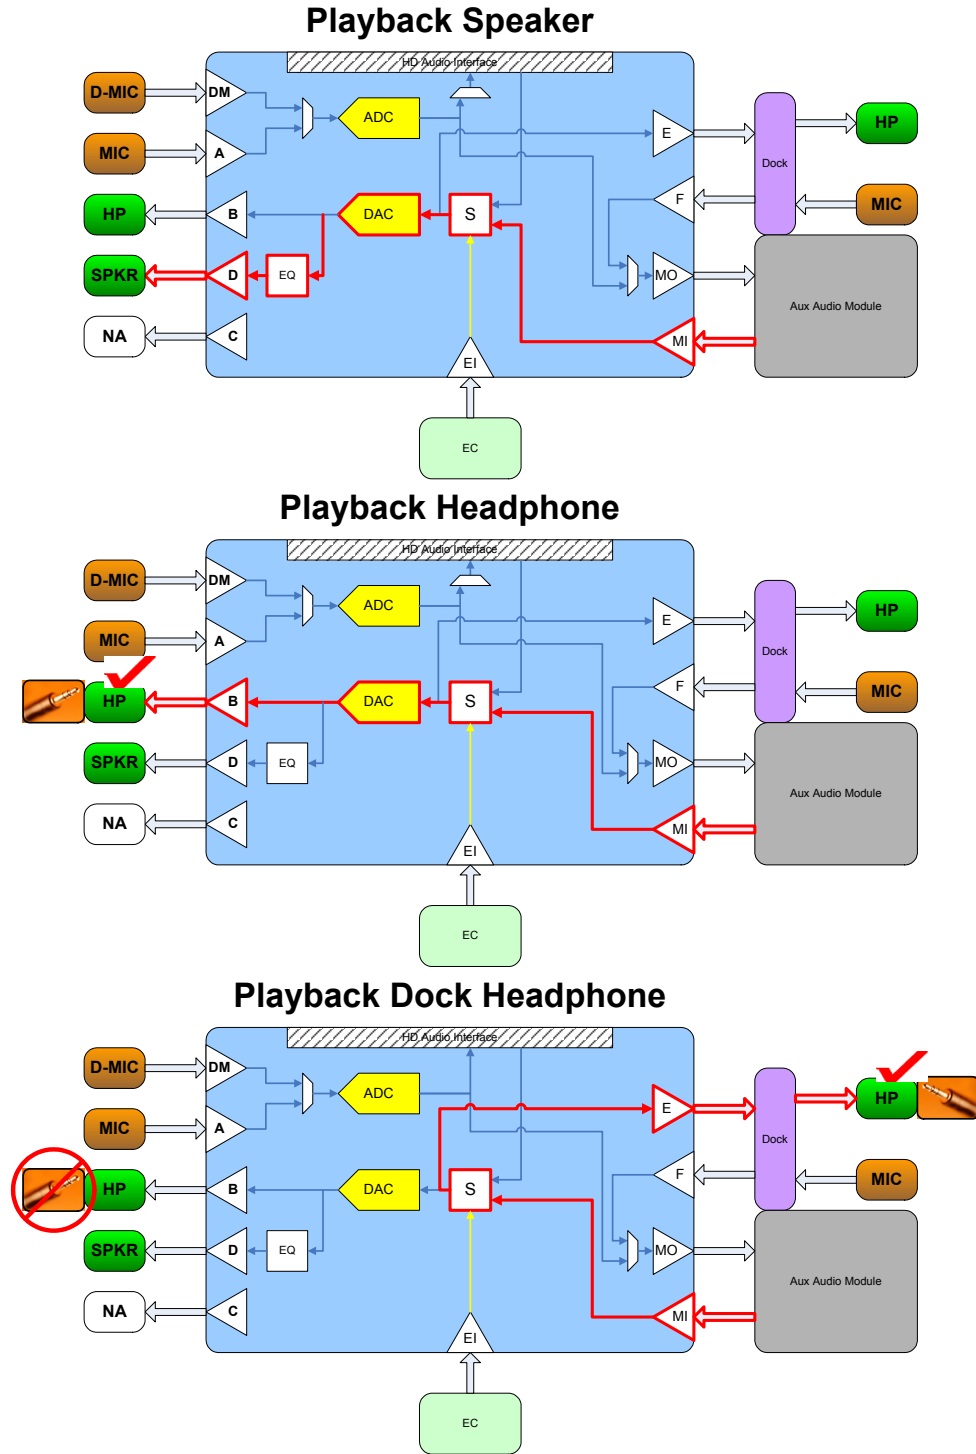 Playback Speaker
HD Audio Interface
D-MIC
DM
ADC
E
HP
MIC
A
Dock
HP
B
DAC
S
F
MIC
SPKR
D
EQ
MO
Aux Audio Module
NA
C
MI
EI
EC
Playback Headphone
HD Audio Interface
D-MIC
DM
ADC
E
HP
MIC
A
Dock
HP
B
DAC
S
F
MIC
SPKR
D
EQ
MO
Aux Audio Module
NA
C
MI
EI
EC
Playback Dock Headphone
HD Audio Interface
D-MIC
DM
ADC
E
HP
MIC
A
Dock
HP
B
DAC
S
F
MIC
SPKR
D
EQ
MO
Aux Audio Module
NA
C
MI
EI
EC